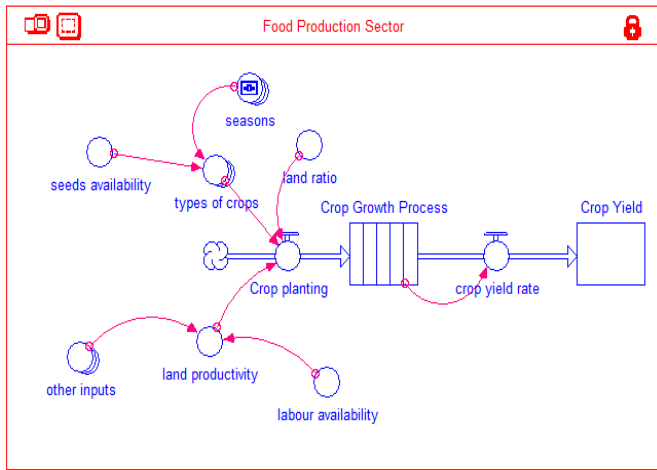 Food Production Sector
seasons
seeds availability
land ratio
types of crops
Crop Growth Process
Crop Yield
Crop planting
crop yield rate
land productivity
other inputs
labour availability